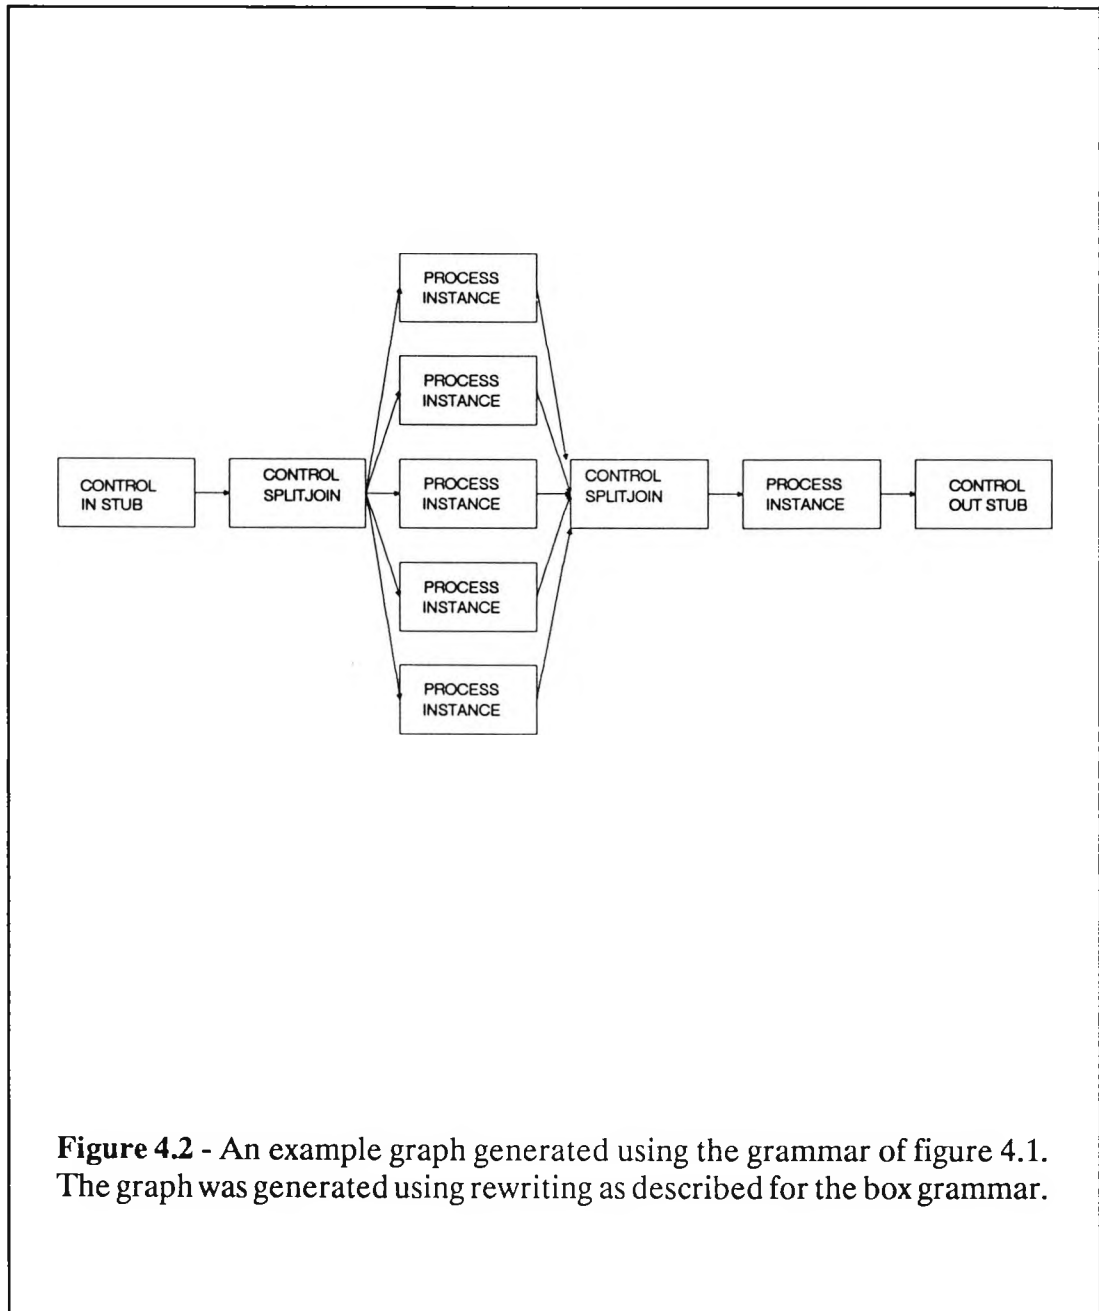 PROCESS
INSTANCE
PROCESS
INSTANCE
CONTROL
IN STUB
CONTROL
SPLITJOIN
PROCESS
INSTANCE
CONTROL
SPLITJOIN
PROCESS
INSTANCE
CONTROL
OUT STUB
PROCESS
INSTANCE
PROCESS
INSTANCE
Figure 4.2 - An example graph generated using the grammar of figure 4.1.
The graph was generated using rewriting as described for the box grammar.